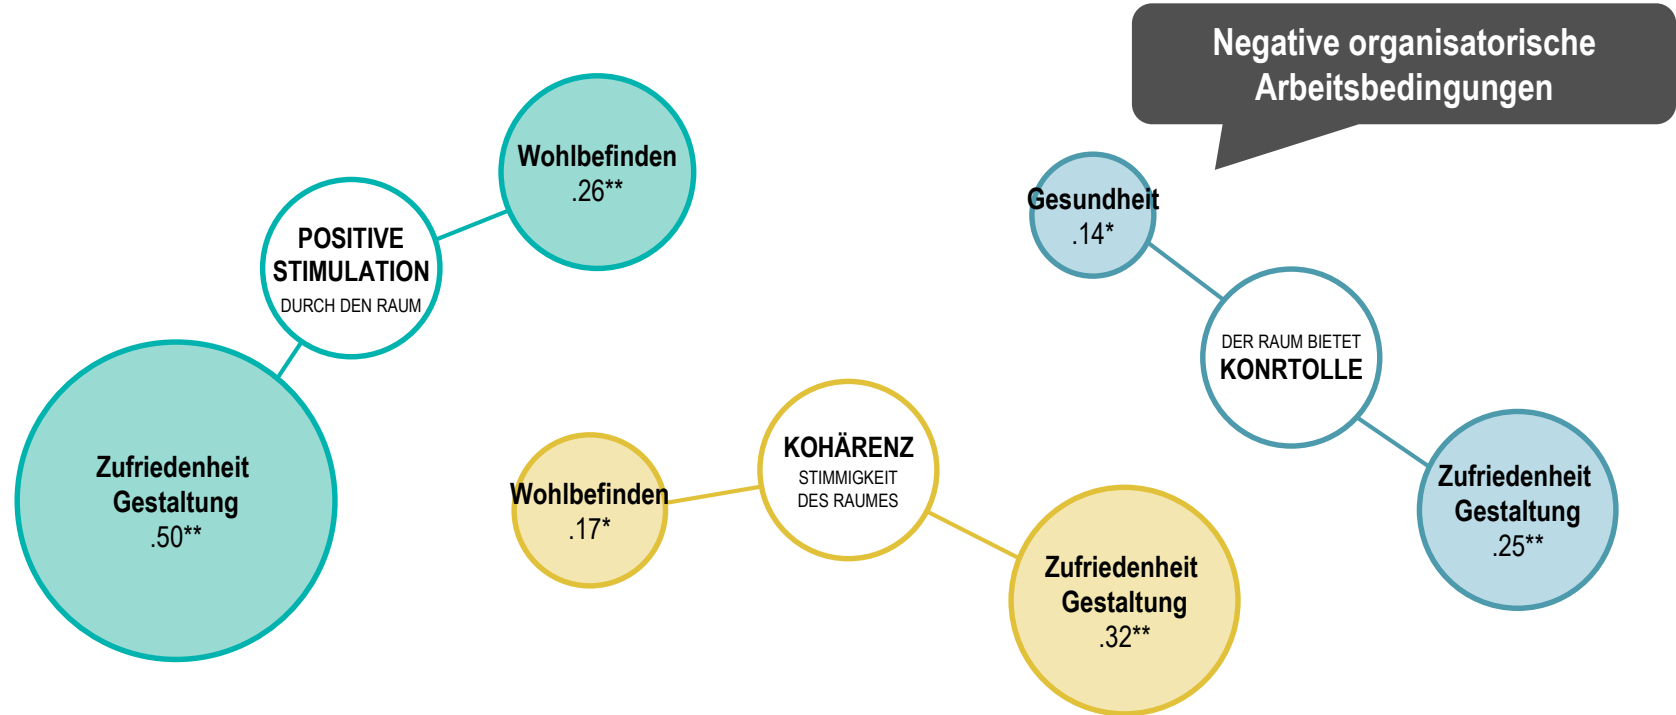 Negative organisatorische
Arbeitsbedingungen
Wohlbefinden
.26**
POSITIVE
STIMULATION
DURCH DEN RAUM
Zufriedenheit
Gestaltung
.50**
Gesundheit
.14*
DER RAUM BIETET
KONRTOLLE
Zufriedenheit
Gestaltung
.25**
Wohlbefinden
.17*
KOHÄRENZ
STIMMIGKEIT
DES RAUMES
Zufriedenheit
Gestaltung
.32**